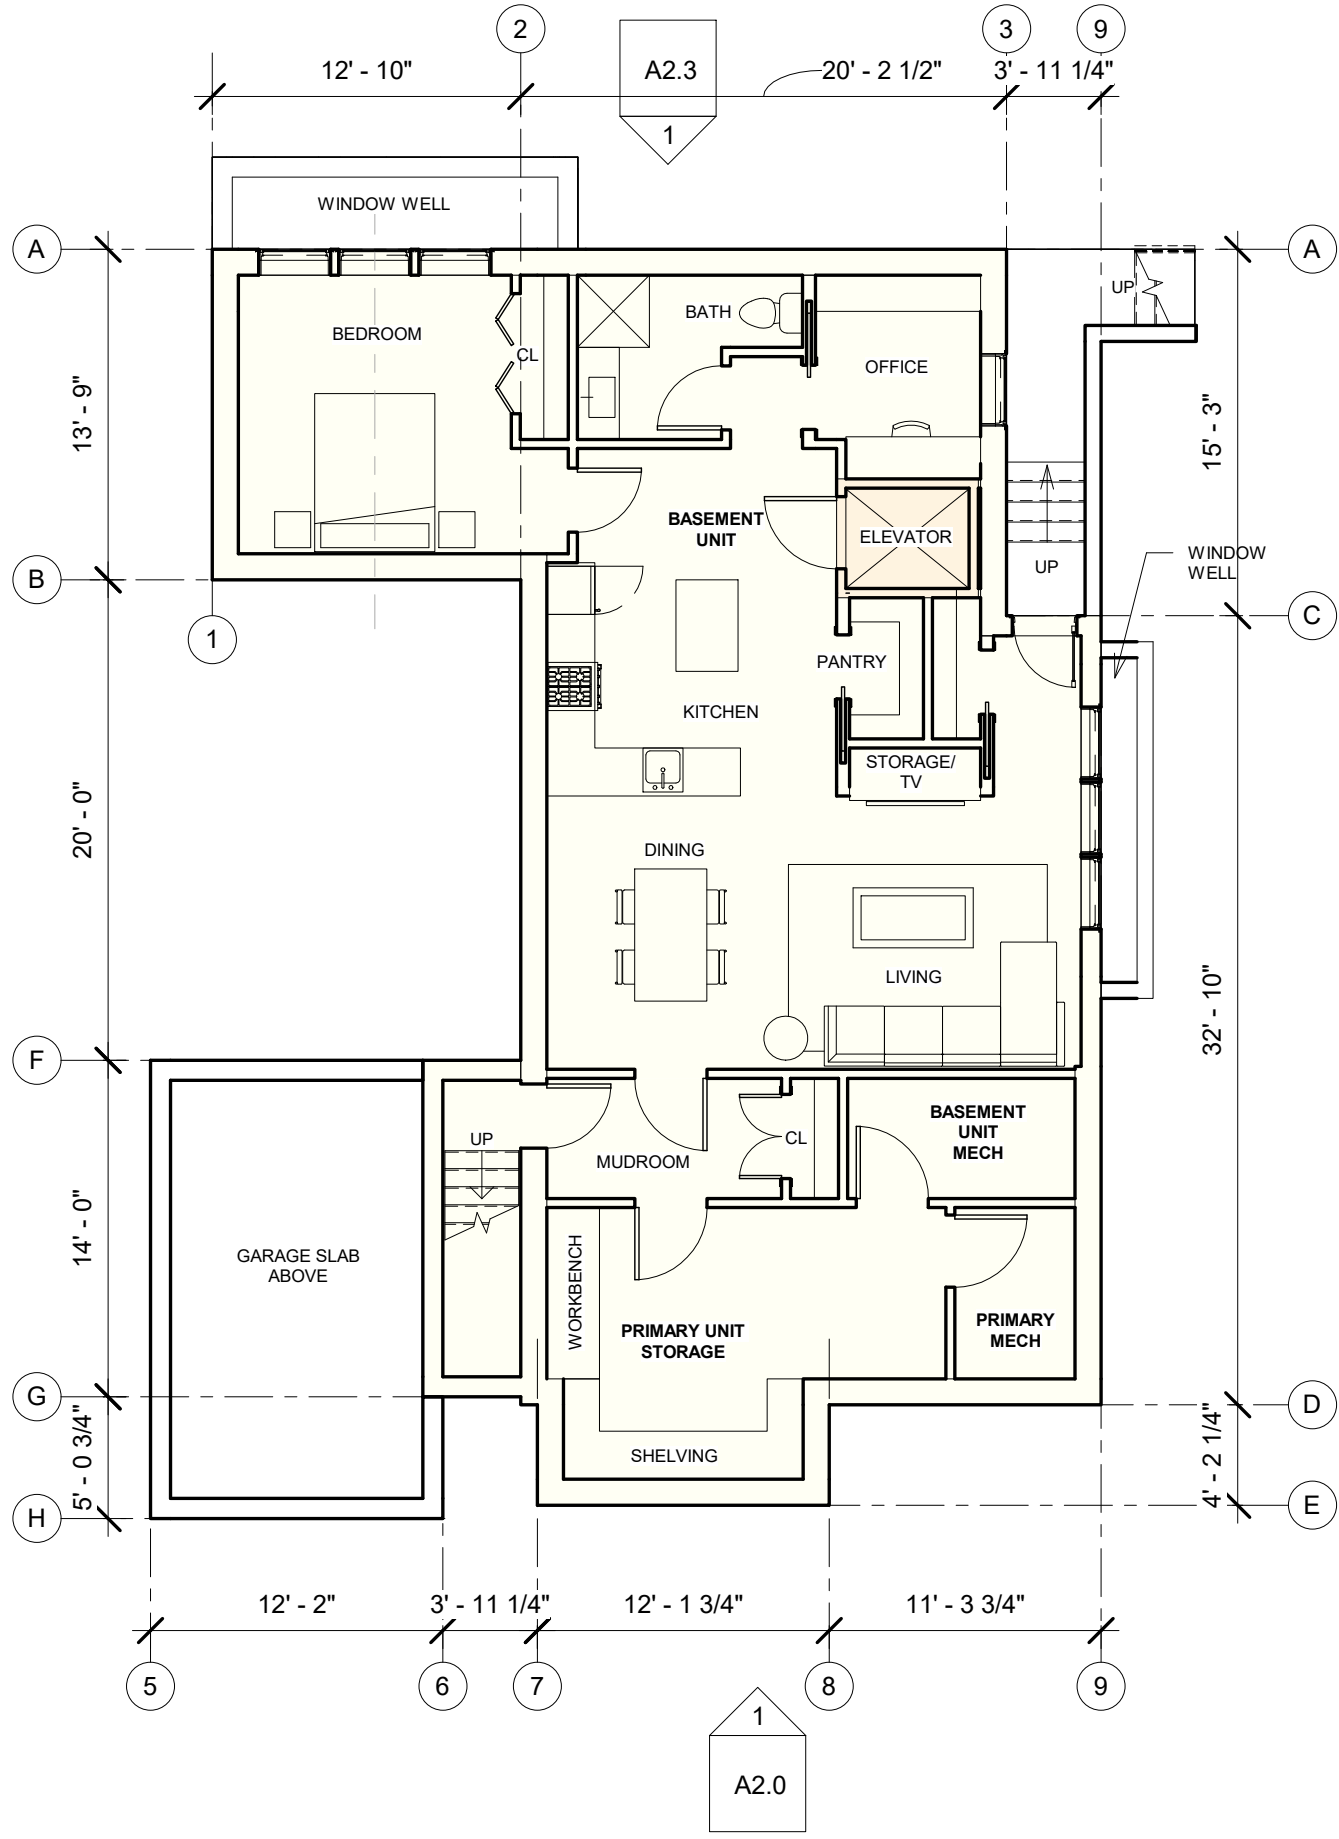 2
3
9
12' - 10"
A2.3
20' - 2 1/2"
3' - 11 1/4"
1
WINDOW WELL
A
A
UP
BEDROOM
BATH
CL
OFFICE
13' - 9"
15' - 3"
BASEMENT
UNIT
ELEVATOR
UP
WINDOW
WELL
B
C
1
PANTRY
KITCHEN
STORAGE/
TV
20' - 0"
DINING
LIVING
32' - 10"
F
UP
MUDROOM
CL
BASEMENT
UNIT
MECH
14' - 0"
GARAGE SLAB
ABOVE
WORKBENCH
PRIMARY UNIT
STORAGE
PRIMARY
MECH
G
D
5' - 0 3/4"
SHELVING
4' - 2 1/4"
H
E
12' - 2"
3' - 11 1/4"
12' - 1 3/4"
11' - 3 3/4"
5
6
7
8
9
1
A2.0